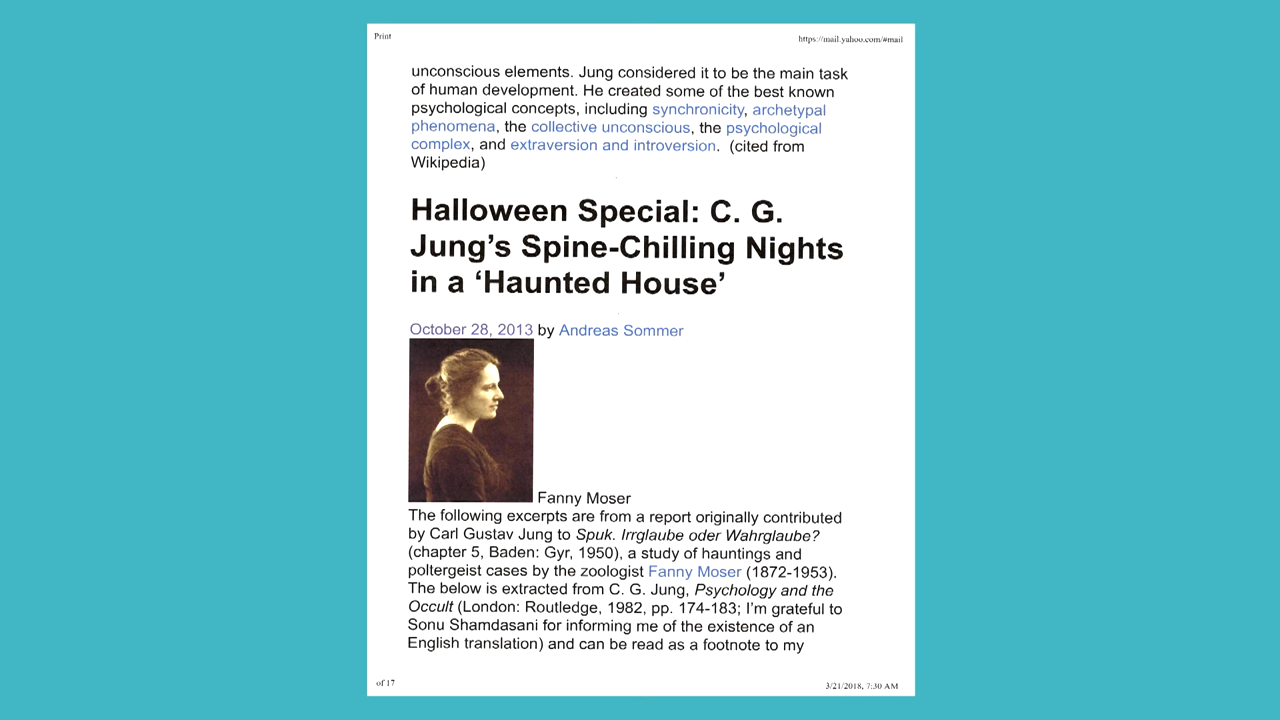 Print
https://mail.yahoo.com/#mail
unconscious elements. Jung considered it to be the main task
of human development. He created some of the best known
psychological concepts, including synchronicity, archetypal
phenomena, the collective unconscious, the psychological
complex, and extraversion and introversion.  (cited from
Wikipedia)
Halloween Special: C. G.
Jung’s Spine-Chilling Nights
in a ‘Haunted House’
October 28, 2013 by Andreas Sommer
Fanny Moser
The following excerpts are from a report originally contributed
by Carl Gustav Jung to Spuk. Irrglaube oder Wahrglaube?
(chapter 5, Baden: Gyr, 1950), a study of hauntings and
poltergeist cases by the zoologist Fanny Moser (1872-1953).
The below is extracted from C. G. Jung, Psychology and the
Occult (London: Routledge, 1982, pp. 174-183; I’m grateful to
Sonu Shamdasani for informing me of the existence of an
English translation) and can be read as a footnote to my
of 17
3/21/2018, 7:30 AM